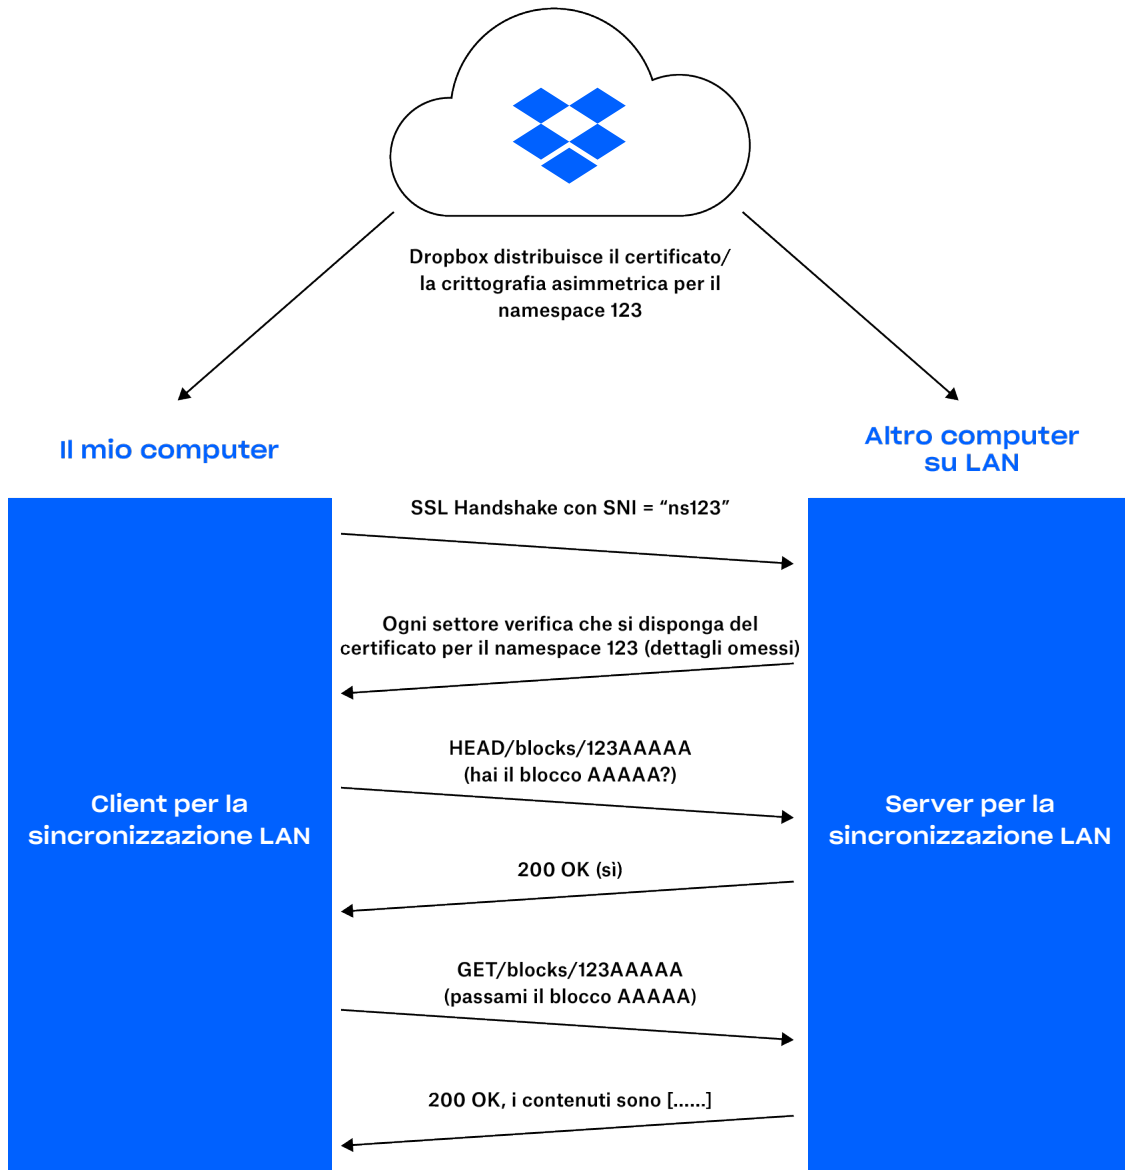 Dropbox distribuisce il certificato/
la crittografia asimmetrica per il
namespace 123
Il mio computer
Altro computer
su LAN
SSL Handshake con SNI = “ns123”
Ogni settore verifica che si disponga del
certificato per il namespace 123 (dettagli omessi)
HEAD/blocks/123AAAAA
(hai il blocco AAAAA?)
Client per la
sincronizzazione LAN
Server per la
sincronizzazione LAN
200 OK (sì)
GET/blocks/123AAAAA
(passami il blocco AAAAA)
200 OK, i contenuti sono [......]